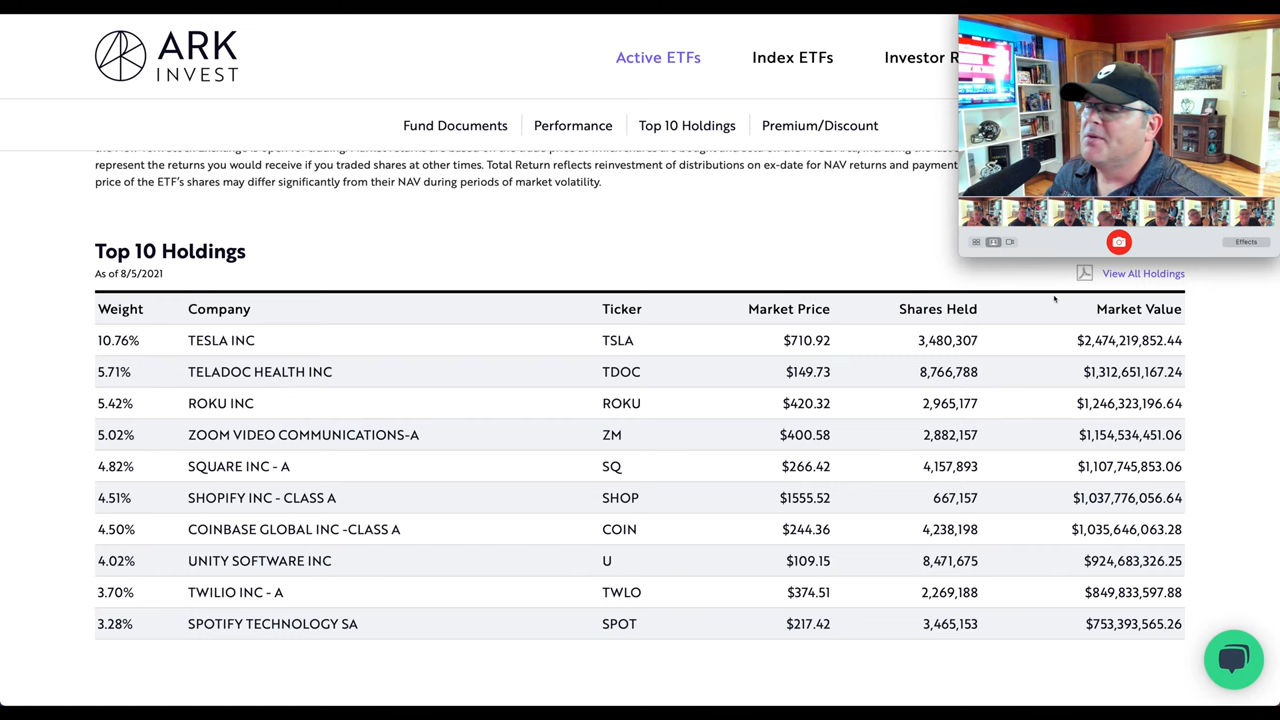 ARK
INVEST
Active ETFs Index ETFs Investor R
Fund Documents Performance Top 10 Holdings Premium/Discount
represent the returns you would receive if you traded shares at other times. Total Return reflects reinvestment of distributions on ex-date for NAV returns and payment
price of the ETF's shares may differ significantly from their NAV during periods of market volatility.
Effects
Top 10 Holdings
As of 8/5/2021
View All Holdings
Weight Company Ticker Market Price Shares Held Market Value
10.76% TESLA INC TSLA $710.92 3,480,307 $2,474,219,852.44
5.71% TELADOC HEALTH INC TDOC $149.73 8,766,788 $1,312,651,167.24
5.42% ROKU INC ROKU $420.32 2,965,177 $1,246,323,196.64
5.02% ZOOM VIDEO COMMUNICATIONS-A ZM $400.58 2,882,157 $1,154,534,451.06
4.82% SQUARE INC - A SQ $266.42 4,157,893 $1,107,745,853.06
4.51% SHOPIFY INC - CLASS A SHOP $1555.52 667,157 $1,037,776,056.64
4.50% COINBASE GLOBAL INC -CLASS A COIN $244.36 4,238,198 $1,035,646,063.28
4.02% UNITY SOFTWARE INC U $109.15 8,471,675 $924,683,326.25
3.70% TWILIO INC - A TWLO $374.51 2,269,188 $849,833,597.88
3.28% SPOTIFY TECHNOLOGY SA SPOT $217.42 3,465,153 $753,393,565.26